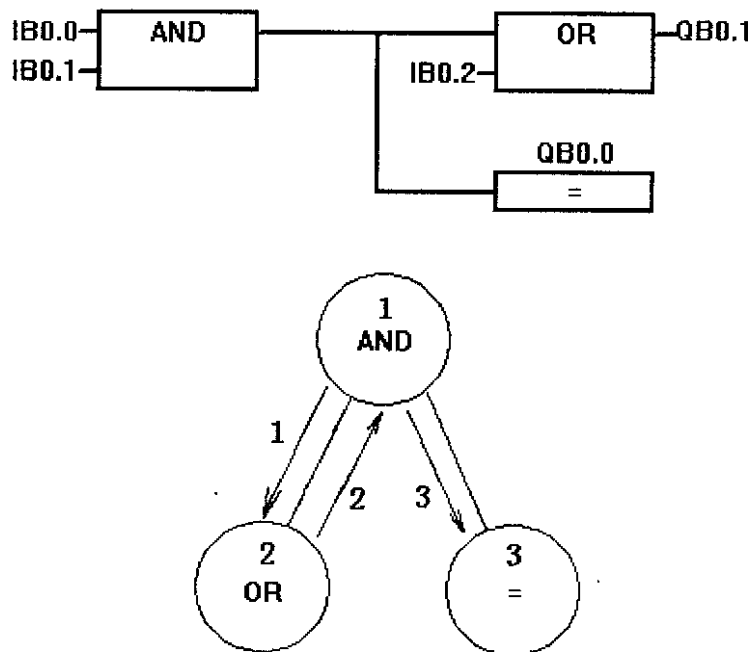 IB0.0
AND
OR
QB0.1
IB0.1
IB0.2
QB0.0
=
1
AND
1
2
3
2
OR
3
=